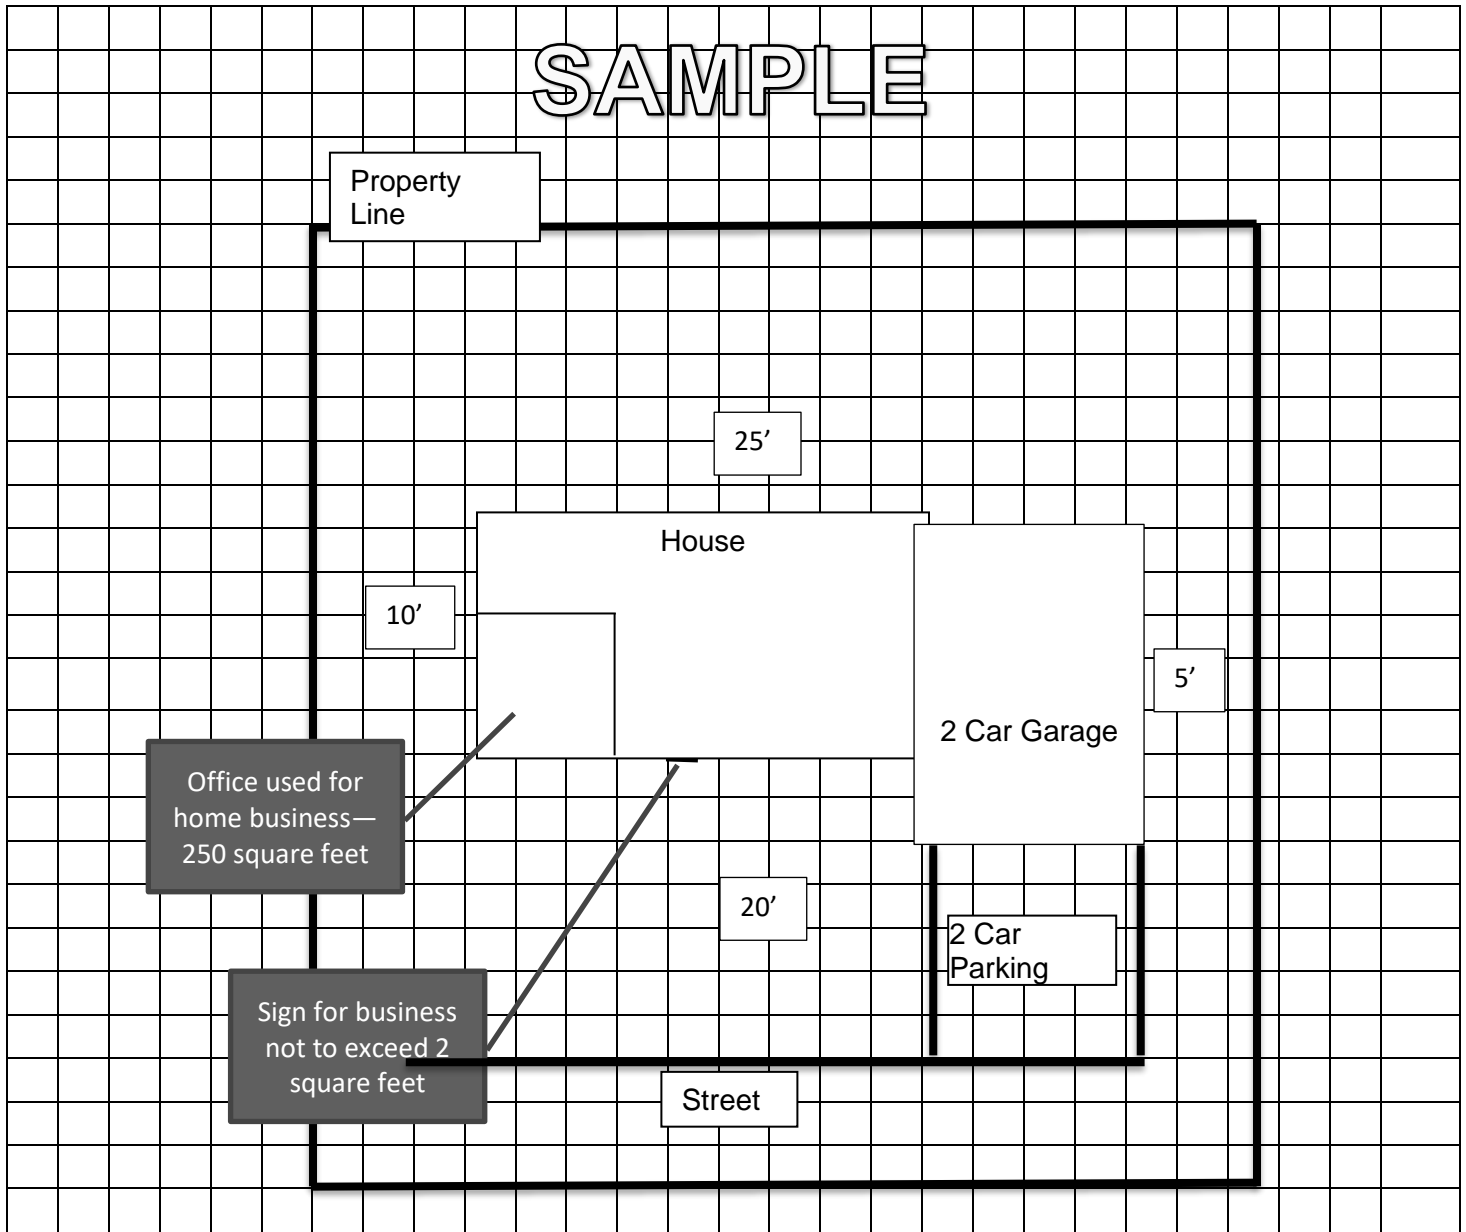 SAMPLE
Property
Line
25’
House
10’
5’
2 Car Garage
Office used for
home business—
250 square feet
20’
2 Car
Parking
Sign for business
not to exceed 2
square feet
Street